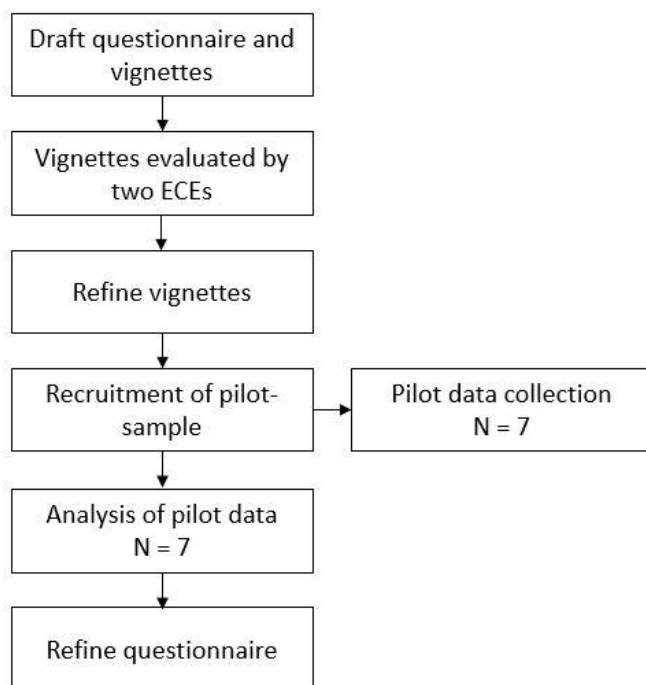 Draft questionnaire and
vignettes
Vignettes evaluated by
two ECEs
Refine vignettes
Recruitment of pilot-
sample
Pilot data collection
N = 7
Analysis of pilot data
N = 7
Refine questionnaire